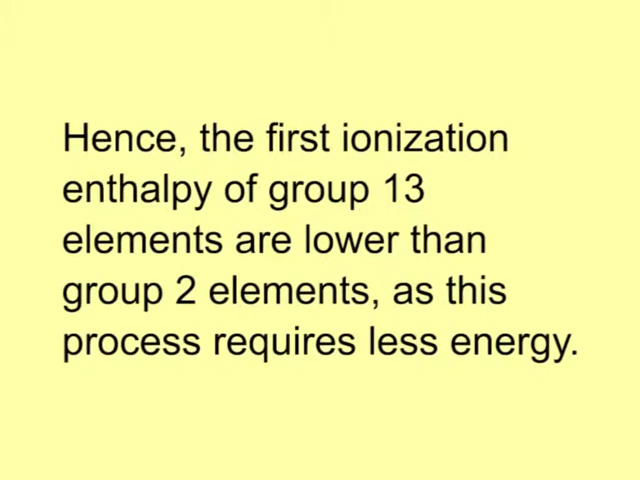 Hence, the first ionization
enthalpy of group 13
elements are lower than
group 2 elements, as this
process requires less energy.